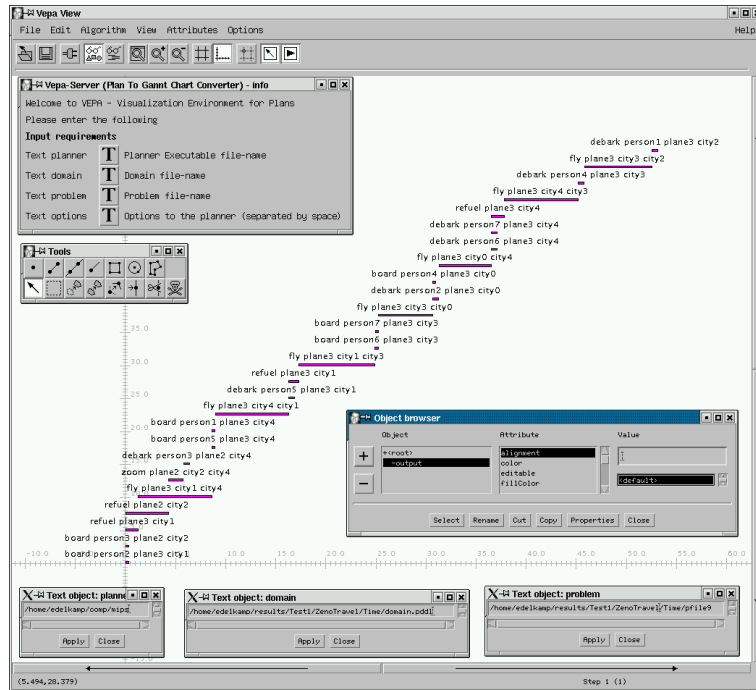 Vepa View
File Edit Algorithm View Attributes Options Help
Vepa-Server (Plan To Gannt Chart Converter) - info
Welcome to VEPA - Visualization Environment for Plans
Please enter the following
Input requirements
Text planner T Planner Executable file-name
Text domain T Domain file-name
Text problem T Problem file-name
Text options T Options to the planner (separated by space)
Tools
debark person1 plane3 city2
fly plane3 city3 city2
debark person4 plane3 city3
fly plane3 city4 city3
refuel plane3 city4
debark person7 plane3 city4
debark person6 plane3 city4
fly plane3 city0 city4
board person4 plane3 city0
debark person2 plane3 city0
fly plane3 city3 city0
board person7 plane3 city3
board person6 plane3 city3
fly plane3 city1 city3
refuel plane3 city1
debark person5 plane3 city1
fly plane3 city4 city1
board person1 plane3 city4
board person5 plane3 city4
debark person3 plane2 city4
zoom plane2 city2 city4
fly plane3 city1 city4
refuel plane2 city2
refuel plane3 city1
board person3 plane2 city2
board person2 plane3 city1
35.0
30.0
25.0
20.0
-10.0 10.0 15.0 20.0 25.0 30.0 35.0 40.0 45.0 50.0 55.0 60.0
-15.0
Object browser
Object Attribute Value
+<root>
-output
alignment
color
editable
fillColor
<default>
Select Rename Cut Copy Properties Close
Text object: planne
/home/edelkamp/comp/mips
Apply Close
Text object: domain
/home/edelkamp/results/Test1/ZenoTravel/Time/domain.pddl
Apply Close
Text object: problem
/home/edelkamp/results/Test1/ZenoTravel/Time/pfile9
Apply Close
(5.494,28.379) Step 1 (1)